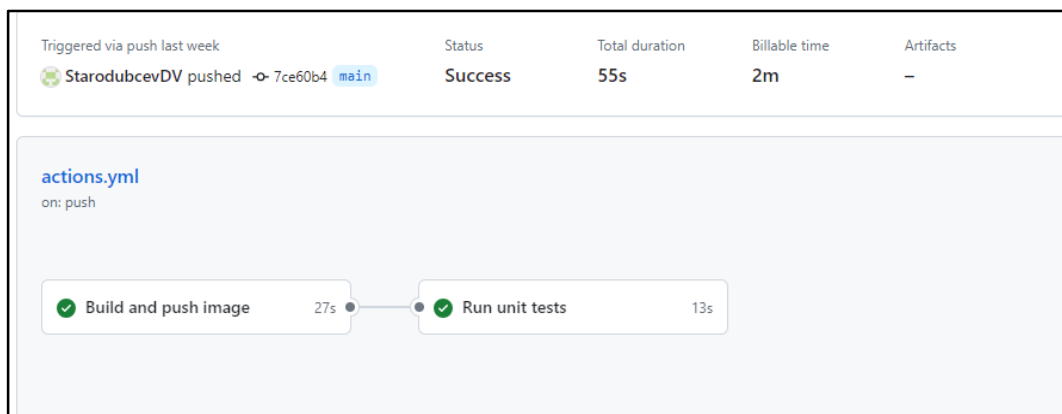 Triggered via push last week Status Total duration Billable time Artifacts
StarodubcevDV pushed 7ce60b4 main Success 55s 2m –
actions.yml
on: push
Build and push image 27s Run unit tests 13s